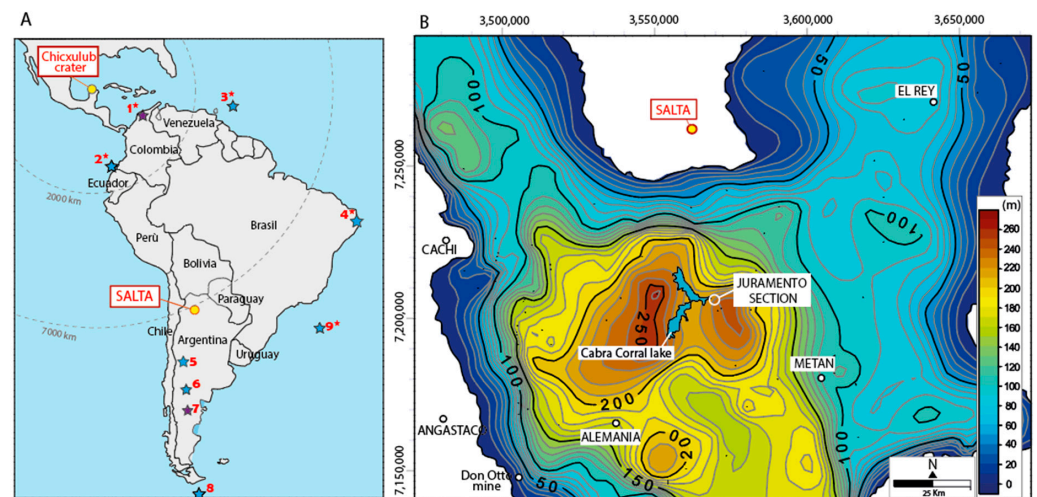 A
Chicxulub
crater
1*
3*
Venezuela
Colombia
2*
Ecuador
2000 km
4*
Brasil
Perù
Bolivia
SALTA
Paraguay
7000 km
Chile
Argentina
9*
Uruguay
5
6
7
8
B
3,500,000
3,550,000
3,600,000
3,650,000
50
50
100
EL REY
SALTA
7,250,000
100
(m)
260
240
220
200
180
160
140
120
100
80
60
40
20
0
CACHI
JURAMENTO
SECTION
7,200,000
250
Cabra Corral lake
METAN
100
200
ANGASTACO
ALEMANIA
200
100
7,150,000
Don Otto
mine
50
150
N
25 Km